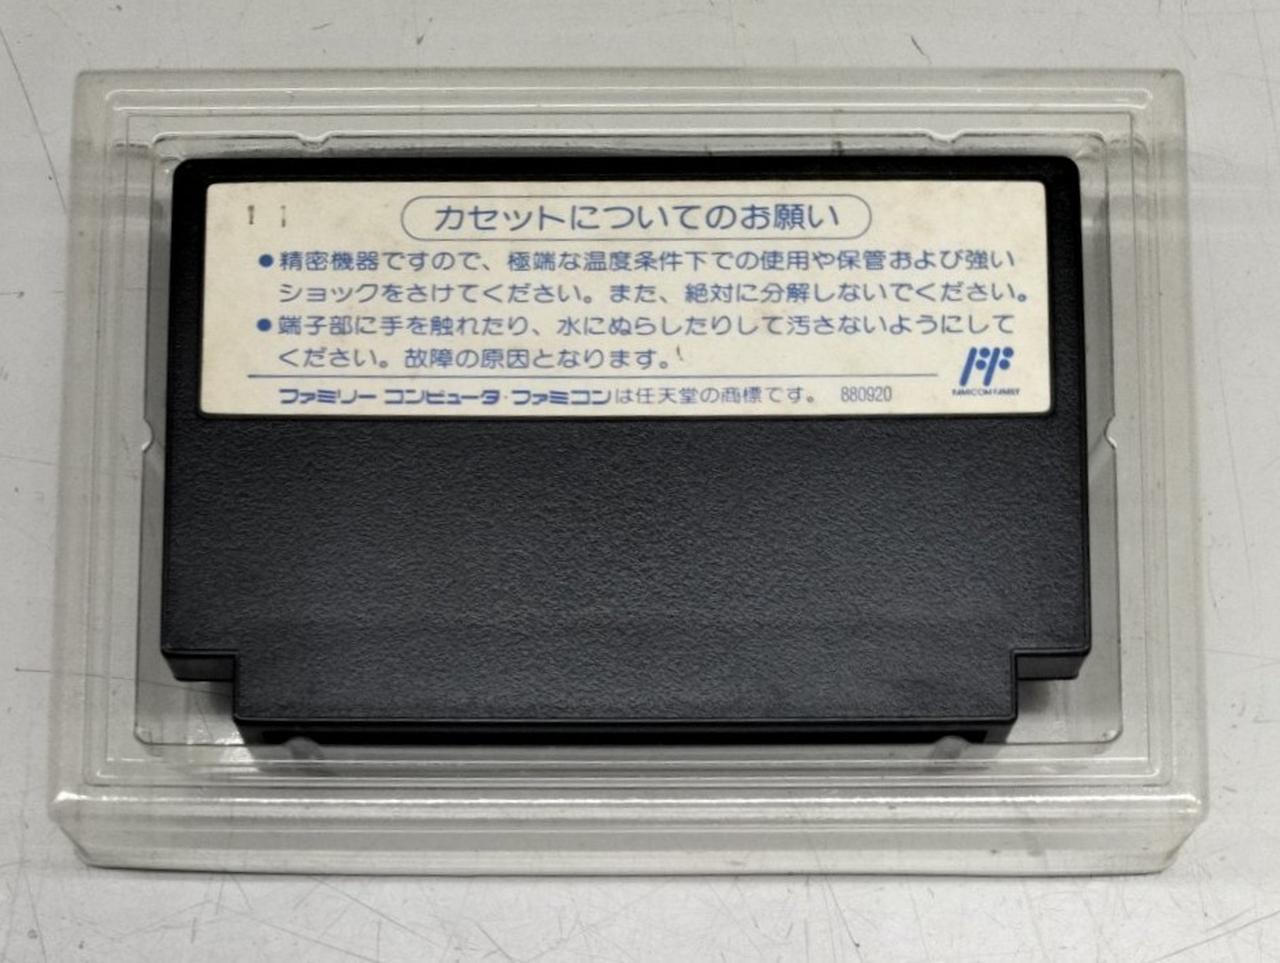 カセットについてのお願い
●精密機器ですので、極端な温度条件下での使用や保管および強い
ショックをさけてください。また、絶対に分解しないでください。
●端子部に手を触れたり、水にぬらしたりして汚さないようにして
ください。故障の原因となります。
FAMICOM FAMILY
ファミリー コンピュータ・ファミコンは任天堂の商標です。 880920